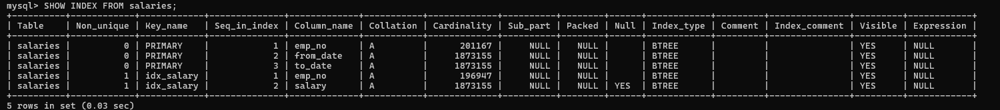 mysql> SHOW INDEX FROM salaries;
+----------+------------+------------+--------------+-------------+-----------+-------------+----------+--------+------+------------+---------+---------------+---------+------------+
| Table    | Non_unique | Key_name   | Seq_in_index | Column_name | Collation | Cardinality | Sub_part | Packed | Null | Index_type | Comment | Index_comment | Visible | Expression |
+----------+------------+------------+--------------+-------------+-----------+-------------+----------+--------+------+------------+---------+---------------+---------+------------+
| salaries |          0 | PRIMARY    |            1 | emp_no      | A         |      201167 |     NULL |   NULL |      | BTREE      |         |               | YES     | NULL       |
| salaries |          0 | PRIMARY    |            2 | from_date   | A         |     1873155 |     NULL |   NULL |      | BTREE      |         |               | YES     | NULL       |
| salaries |          0 | PRIMARY    |            3 | to_date     | A         |     1873155 |     NULL |   NULL |      | BTREE      |         |               | YES     | NULL       |
| salaries |          1 | idx_salary |            1 | emp_no      | A         |      196947 |     NULL |   NULL |      | BTREE      |         |               | YES     | NULL       |
| salaries |          1 | idx_salary |            2 | salary      | A         |     1873155 |     NULL |   NULL | YES  | BTREE      |         |               | YES     | NULL       |
+----------+------------+------------+--------------+-------------+-----------+-------------+----------+--------+------+------------+---------+---------------+---------+------------+
5 rows in set (0.03 sec)